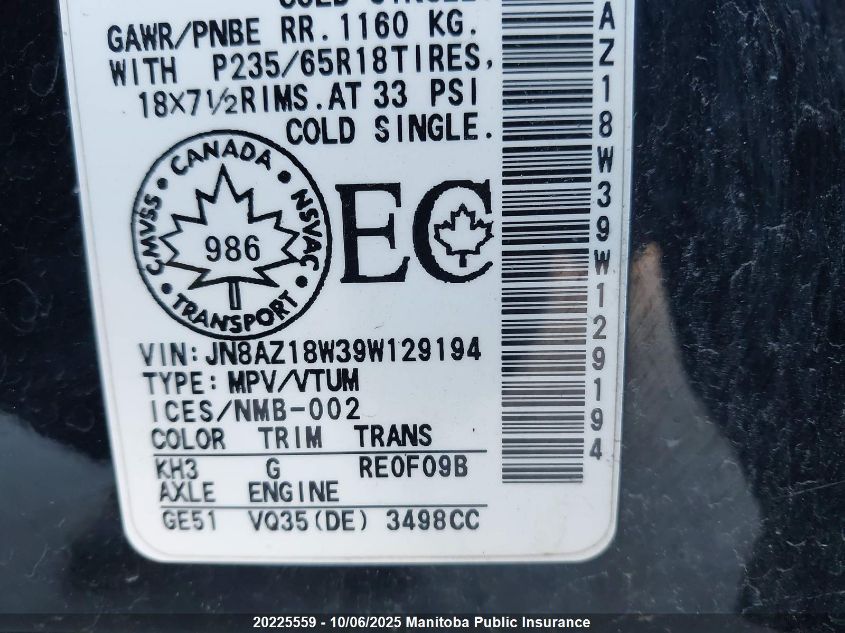 COLD SINGLE.
GAWR/PNBE RR. 1160 KG.
WITH P235/65R18TIRES,
18X7½RIMS.AT 33 PSI
COLD SINGLE.
CANADA
CMVSS
NSVAC
986
TRANSPORT
EC
VIN:JN8AZ18W39W129194
TYPE:MPV/VTUM
ICES/NMB-002
COLOR TRIM TRANS
KH3 G RE0F09B
AXLE ENGINE
GE51 VQ35(DE) 3498CC
AZ18W39W129194
20225559 - 10/06/2025 Manitoba Public Insurance